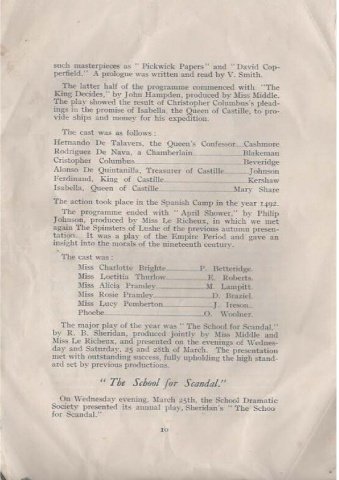 such masterpieces as "Pickwick Papers" and "David Cop-
perfield." A prologue was written and read by V. Smith.
The latter half of the programme commenced with "The
King Decides," by John Hampden, produced by Miss Middle.
The play showed the result of Christopher Columbus's plead-
ings in the promise of Isabella, the Queen of Castille, to pro-
vide ships and money for his expedition.
The cast was as follows :
Hernando De Talavera, the Queen's Confessor...Cashmore
Rodriguez De Nava, a Chamberlain...Blakeman
Cristopher Columbus...Beveridge
Alonso De Quintanilla, Treasurer of Castille...Johnson
Ferdinand, King of Castille...Kershaw
Isabella, Queen of Castille...Mary Share
The action took place in the Spanish Camp in the year 1492.
The programme ended with "April Shower," by Philip
Johnson, produced by Miss Le Richeux, in which we met
again The Spinsters of Lushe of the previous autumn presen-
tation. It was a play of the Empire Period and gave an
insight into the morals of the nineteenth century.
The cast was :
Miss Charlotte Brighte...P. Betteridge.
Miss Loetitia Thurlow...E. Roberts.
Miss Alicia Pransley...M. Lampitt.
Miss Rosie Pramley...D. Braziel.
Miss Lucy Pemberton...J. Ireson.
Phoebe...O. Woolner.
The major play of the year was "The School for Scandal,"
by R. B. Sheridan, produced jointly by Miss Middle and
Miss Le Richeux, and presented on the evenings of Wednes-
day and Saturday, 25 and 28th of March. The presentation
met with outstanding success, fully upholding the high stand-
ard set by previous productions.
"The School for Scandal."
On Wednesday evening, March 25th, the School Dramatic
Society presented its annual play, Sheridan's "The Schoo
for Scandal."
10